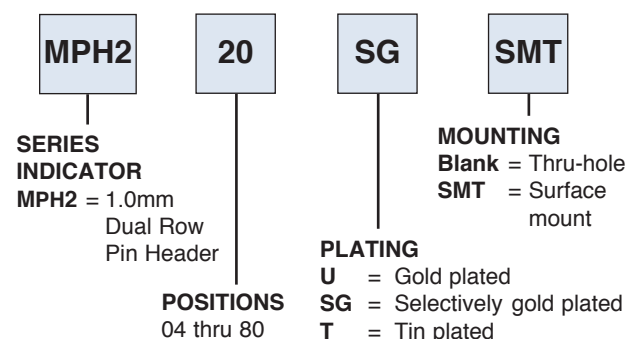 MPH2 20 SG SMT
SERIES
INDICATOR
MPH2 = 1.0mm
Dual Row
Pin Header
POSITIONS
04 thru 80
PLATING
U = Gold plated
SG = Selectively gold plated
T = Tin plated
MOUNTING
Blank = Thru-hole
SMT = Surface
mount